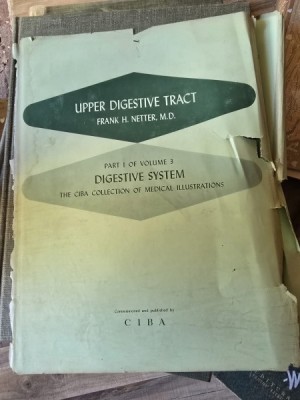 UPPER DIGESTIVE TRACT
FRANK H. NETTER, M.D.
PART I OF VOLUME 3
DIGESTIVE SYSTEM
THE CIBA COLLECTION OF MEDICAL ILLUSTRATIONS
Commissioned and published by
CIBA